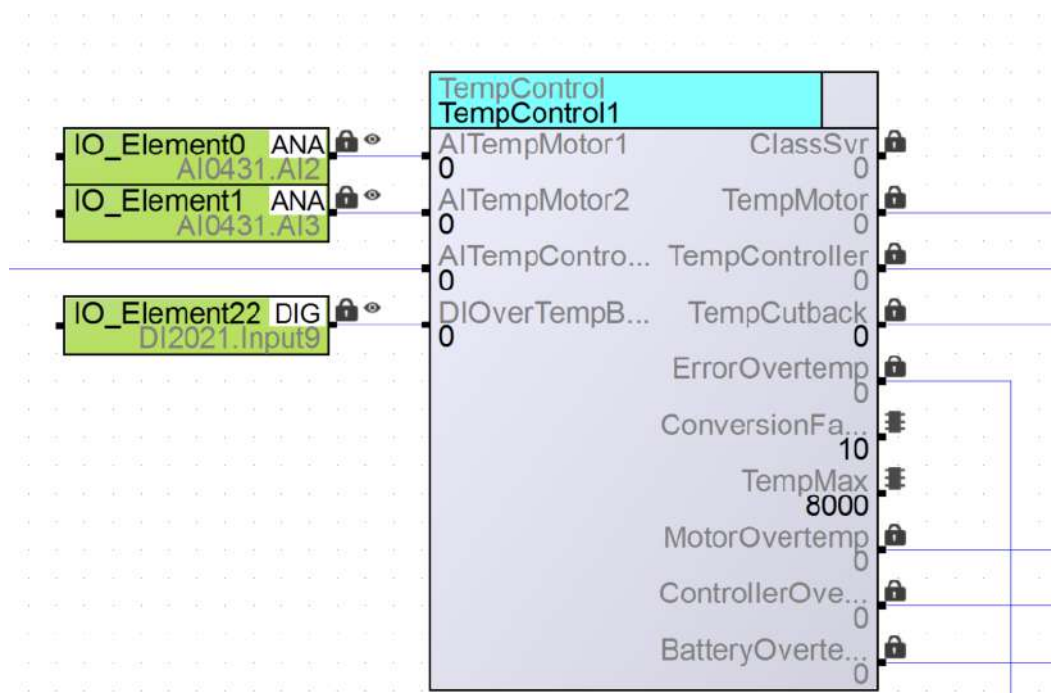 TempControl
TempControl1
IO_Element0 ANA
AI0431.AI2
IO_Element1 ANA
AI0431.AI3
IO_Element22 DIG
DI2021.Input9
AITempMotor1
0
AITempMotor2
0
AITempContro...
0
DIOverTempB...
0
ClassSvr
0
TempMotor
0
TempController
0
TempCutback
0
ErrorOvertemp
0
ConversionFa...
10
TempMax
8000
MotorOvertemp
0
ControllerOve...
0
BatteryOverte...
0